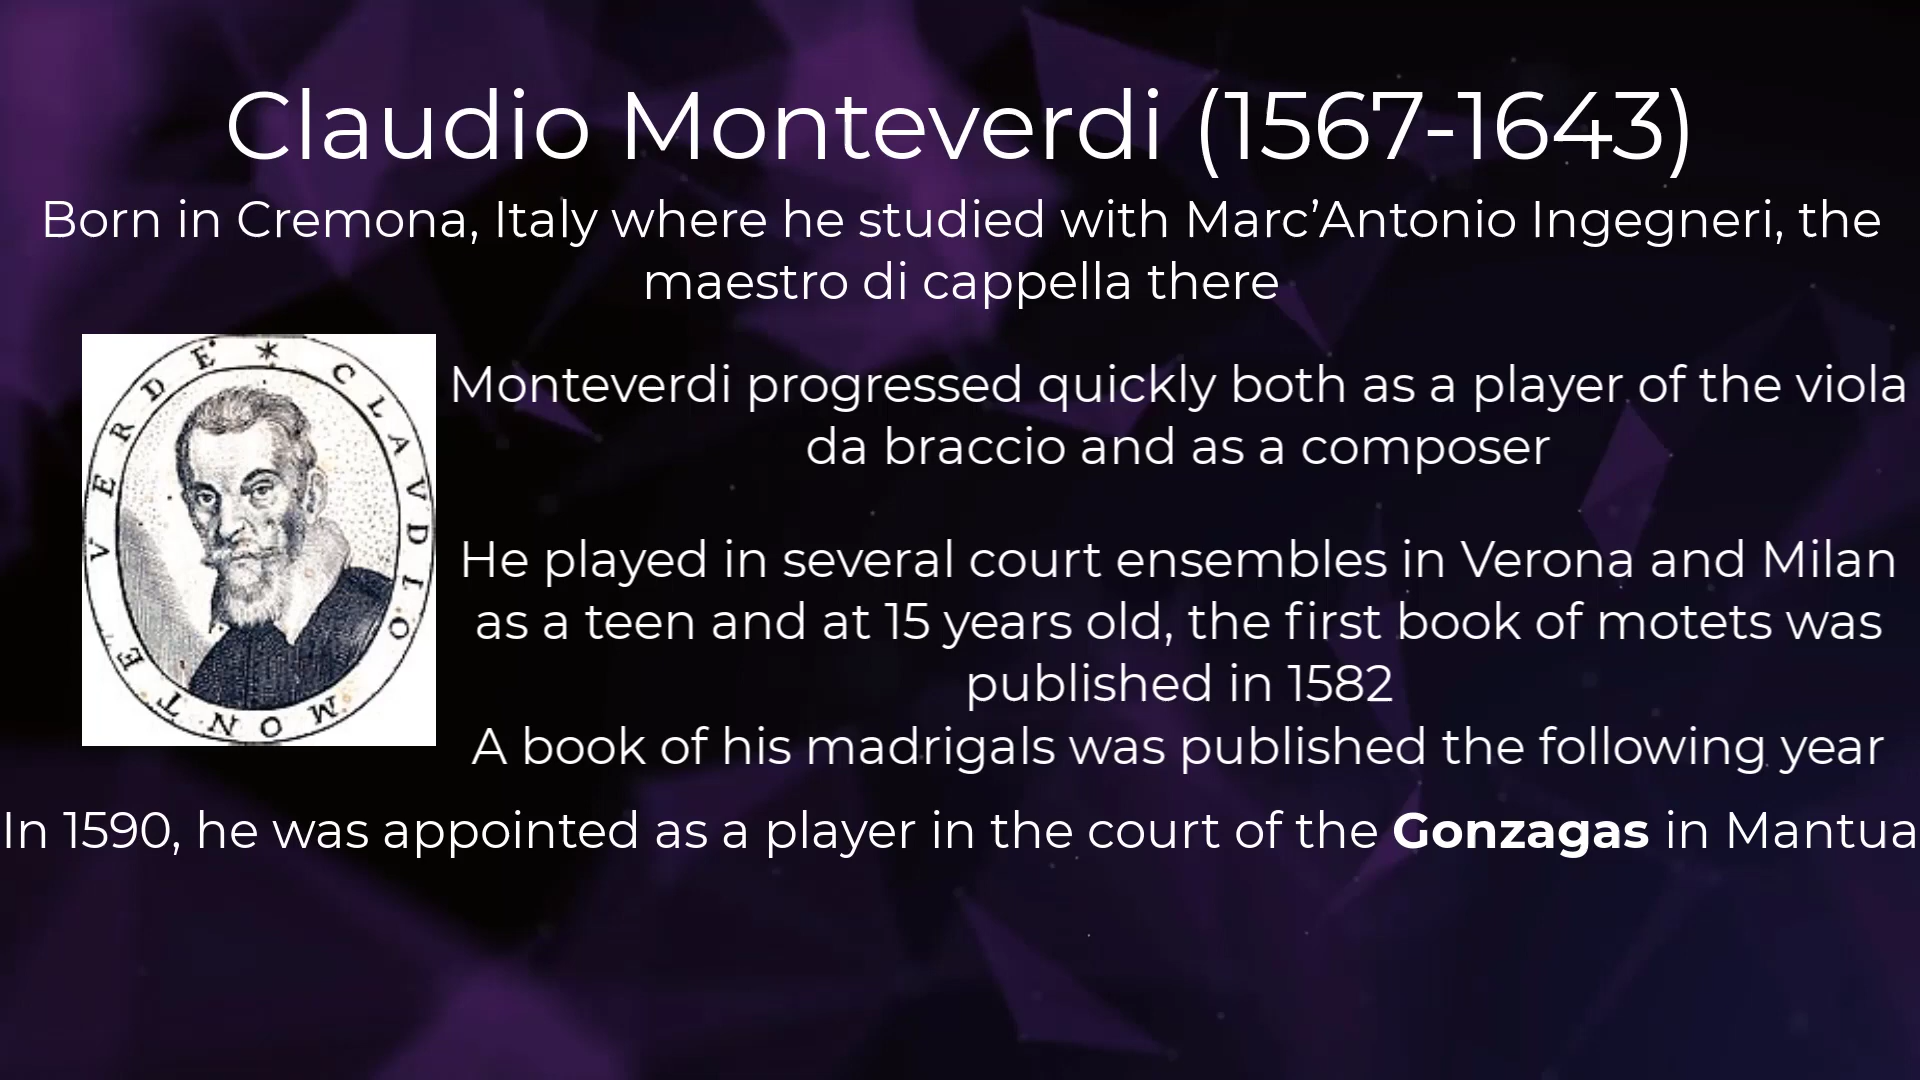 Claudio Monteverdi (1567-1643)
Born in Cremona, Italy where he studied with Marc’Antonio Ingegneri, the
maestro di cappella there
CLAVDIO MONTE VERDE
Monteverdi progressed quickly both as a player of the viola
da braccio and as a composer
He played in several court ensembles in Verona and Milan
as a teen and at 15 years old, the first book of motets was
published in 1582
A book of his madrigals was published the following year
In 1590, he was appointed as a player in the court of the Gonzagas in Mantua